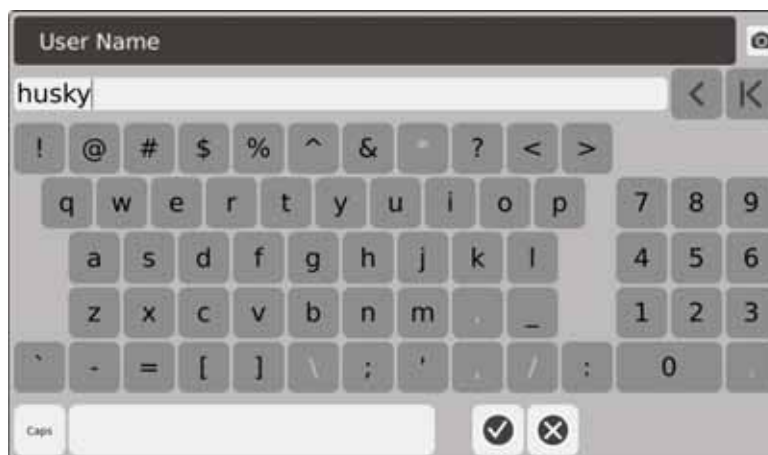 User Name
husky
! @ # $ % ^ & * ? < >
q w e r t y u i o p 7 8 9
a s d f g h j k l 4 5 6
z x c v b n m . _ 1 2 3
` - = [ ] \ ; ' , / : 0 .
Caps